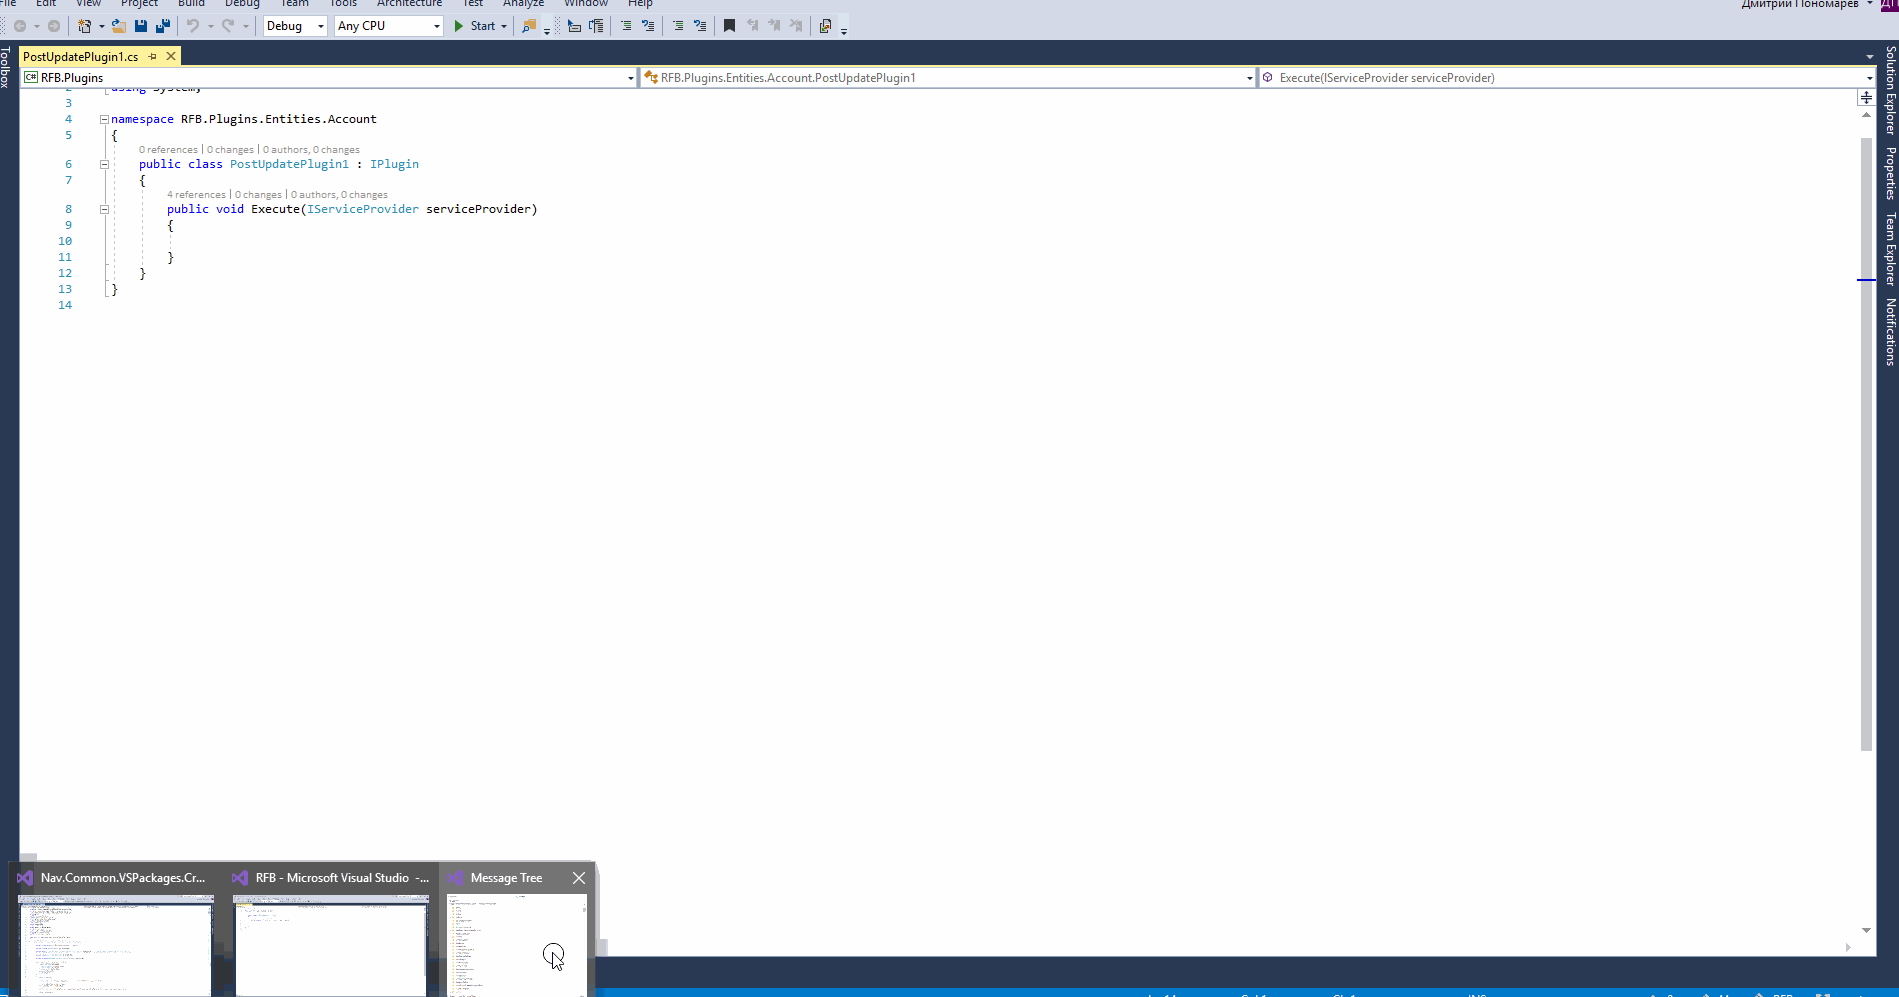 File Edit View Project Build Debug Team Tools Architecture Test Analyze Window Help Дмитрий Пономарев ДП
Debug Any CPU Start
PostUpdatePlugin1.cs
C# RFB.Plugins RFB.Plugins.Entities.Account.PostUpdatePlugin1 Execute(IServiceProvider serviceProvider)
2 using System;
3
4 namespace RFB.Plugins.Entities.Account
5 {
0 references | 0 changes | 0 authors, 0 changes
6 public class PostUpdatePlugin1 : IPlugin
7 {
4 references | 0 changes | 0 authors, 0 changes
8 public void Execute(IServiceProvider serviceProvider)
9 {
10
11 }
12 }
13 }
14
Toolbox
Solution Explorer
Properties
Team Explorer
Notifications
Nav.Common.VSPackages.Cr... RFB - Microsoft Visual Studio -... Message Tree